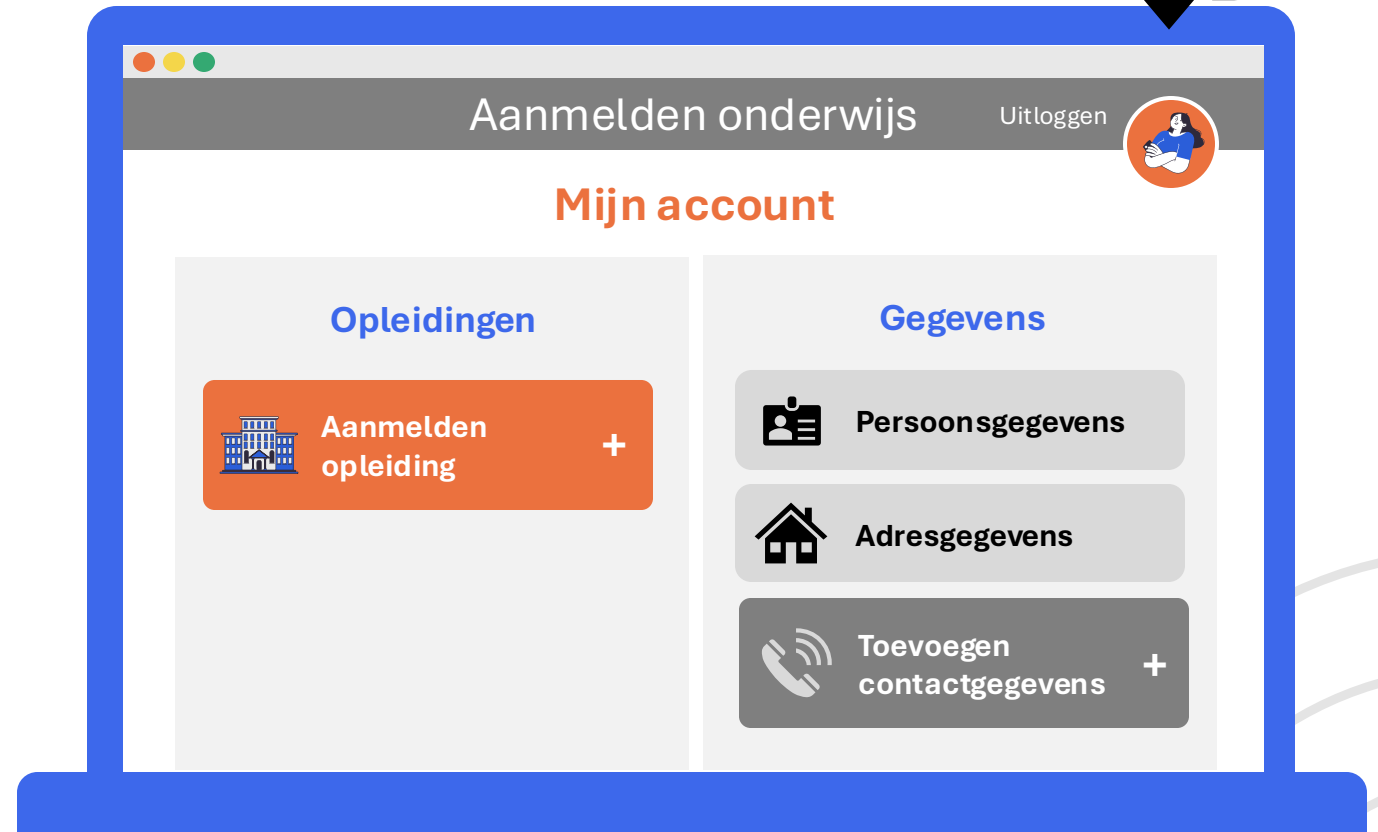 Aanmelden onderwijs
Uitloggen
Mijn account
Opleidingen
Aanmelden
opleiding
+
Gegevens
Persoonsgegevens
Adresgegevens
Toevoegen
contactgegevens
+